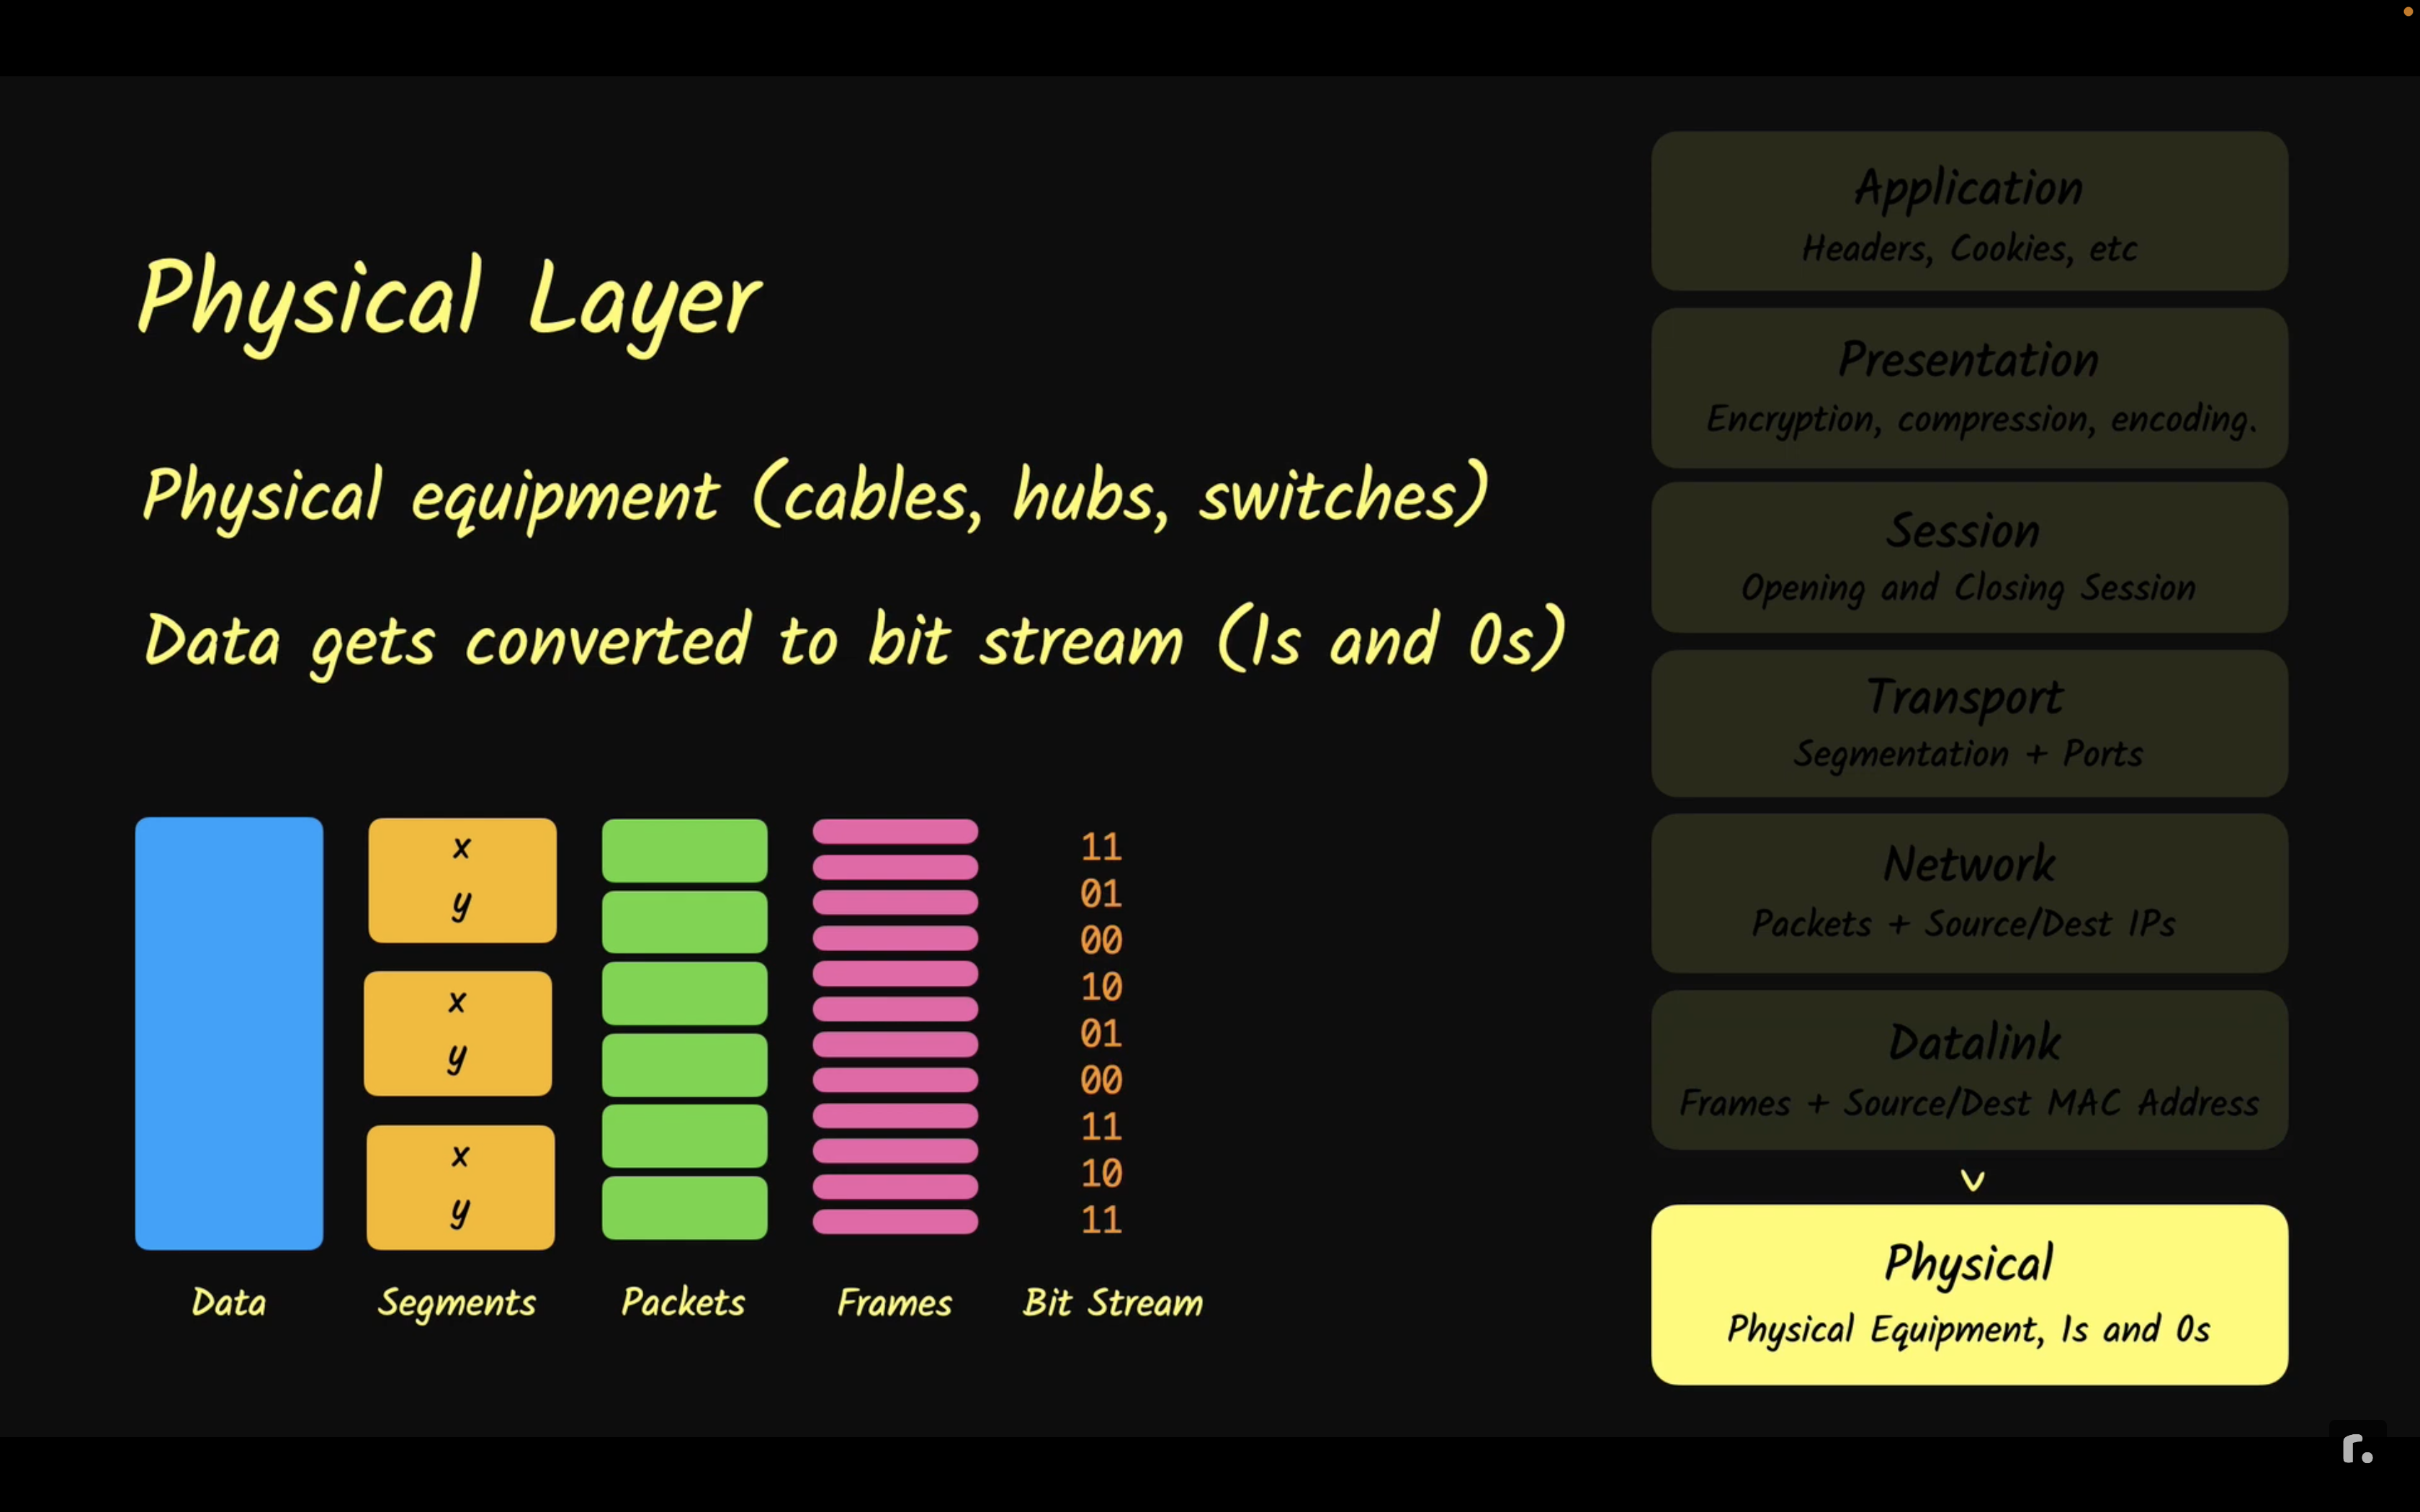 Physical Layer
Physical equipment (cables, hubs, switches)
Data gets converted to bit stream (1s and 0s)
x
y
x
y
x
y
11
01
00
10
01
00
11
10
11
Data
Segments
Packets
Frames
Bit Stream
Application
Headers, Cookies, etc
Presentation
Encryption, compression, encoding.
Session
Opening and Closing Session
Transport
Segmentation + Ports
Network
Packets + Source/Dest IPs
Datalink
Frames + Source/Dest MAC Address
v
Physical
Physical Equipment, 1s and 0s
r.